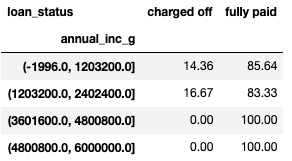 loan_status charged off fully paid
annual_inc_g
(-1996.0, 1203200.0] 14.36 85.64
(1203200.0, 2402400.0] 16.67 83.33
(3601600.0, 4800800.0] 0.00 100.00
(4800800.0, 6000000.0] 0.00 100.00